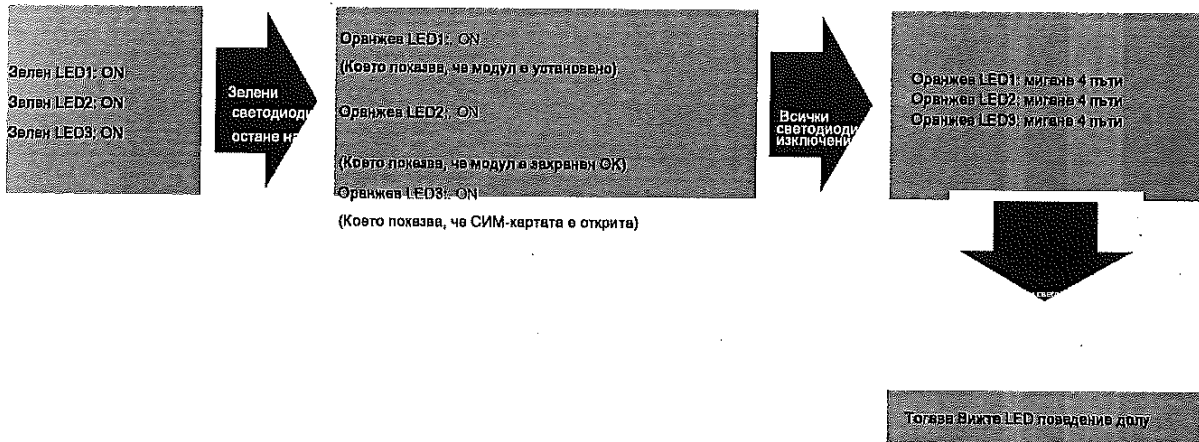 Зелен LED1: ON
Зелен LED2: ON
Зелен LED3: ON
Зелени
светодиоди
остане на
Оранжев LED1:. ON
(Което показва, че модул е установено)
Оранжев LED2:. ON
(Което показва, че модул е захранен OK)
Оранжев LED3:. ON
(Което показва, че СИМ-картата е открита)
Всички
светодиоди
изключени
Оранжев LED1: мигане 4 пъти
Оранжев LED2: мигане 4 пъти
Оранжев LED3: мигане 4 пъти
Тогава Вижте LED поведение долу